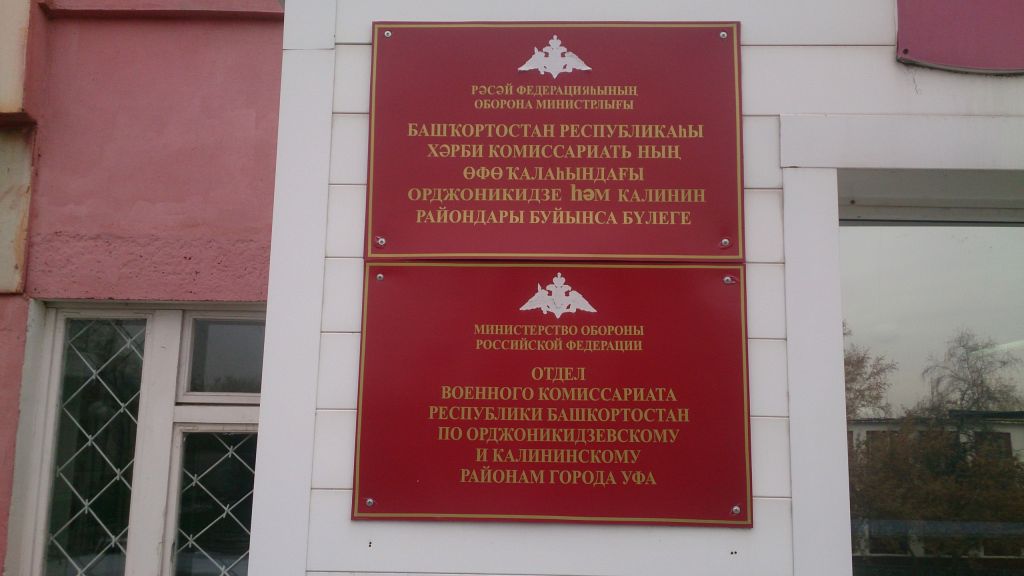 РӘСӘЙ ФЕДЕРАЦИЯҺЫНЫҢ
ОБОРОНА МИНИСТРЛЫҒЫ
БАШҠОРТОСТАН РЕСПУБЛИКАҺЫ
ХӘРБИ КОМИССАРИАТЬ НЫҢ
ӨФӨ ҠАЛАҺЫНДАҒЫ
ОРДЖОНИКИДЗЕ ҺӘМ КАЛИНИН
РАЙОНДАРЫ БУЙЫНСА БҮЛЕГЕ
МИНИСТЕРСТВО ОБОРОНЫ
РОССИЙСКОЙ ФЕДЕРАЦИИ
ОТДЕЛ
ВОЕННОГО КОМИССАРИАТА
РЕСПУБЛИКИ БАШКОРТОСТАН
ПО ОРДЖОНИКИДЗЕВСКОМУ
И КАЛИНИНСКОМУ
РАЙОНАМ ГОРОДА УФА